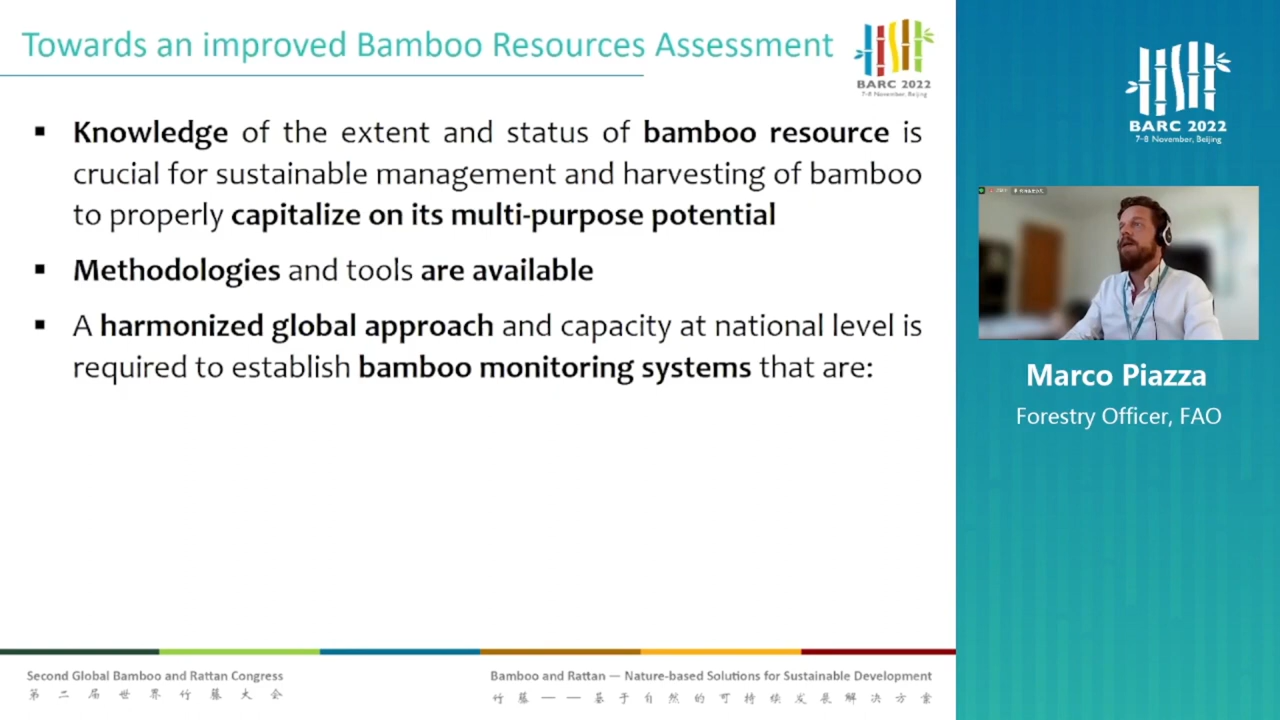 Towards an improved Bamboo Resources Assessment
BARC 2022
7-8 November, Beijing
▪ Knowledge of the extent and status of bamboo resource is
crucial for sustainable management and harvesting of bamboo
to properly capitalize on its multi-purpose potential
▪ Methodologies and tools are available
▪ A harmonized global approach and capacity at national level is
required to establish bamboo monitoring systems that are:
Second Global Bamboo and Rattan Congress
第二届世界竹藤大会
Bamboo and Rattan — Nature-based Solutions for Sustainable Development
竹藤——基于自然的可持续发展解决方案
BARC 2022
7-8 November, Beijing
Marco Piazza
Forestry Officer, FAO